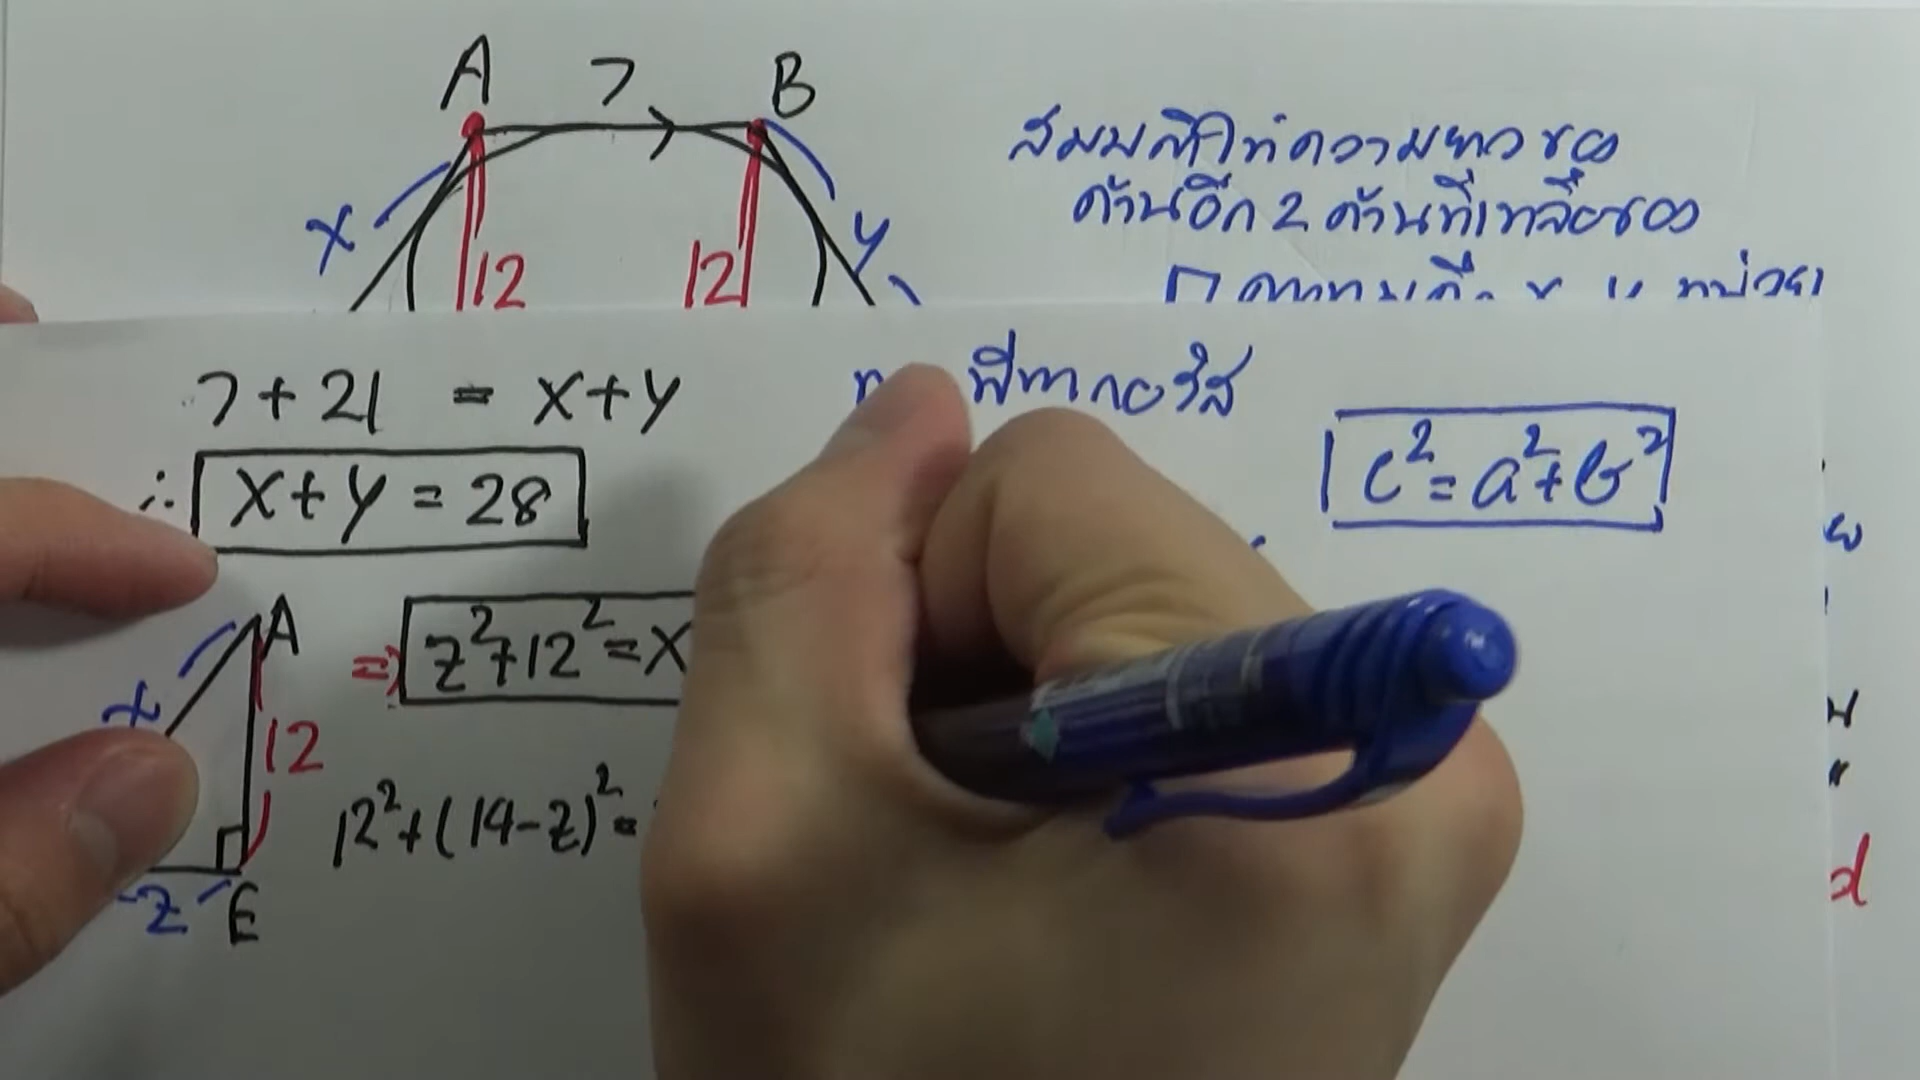 A 7 B
x 12 12 y
สมมติให้ความยาวของ
ด้านอีก 2 ด้านที่เหลือของ
7+21 = x+y
พีทาโกรัส
∴ x+y = 28
c²=a²+b²
A
⇒ z²+12²=x
x 12
12²+(14-z)²=
z E